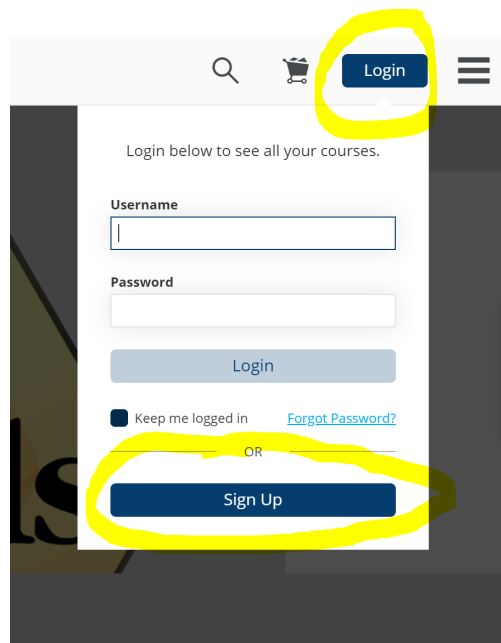 Login
Login below to see all your courses.
Username
Password
Login
Keep me logged in Forgot Password?
OR
Sign Up
ls